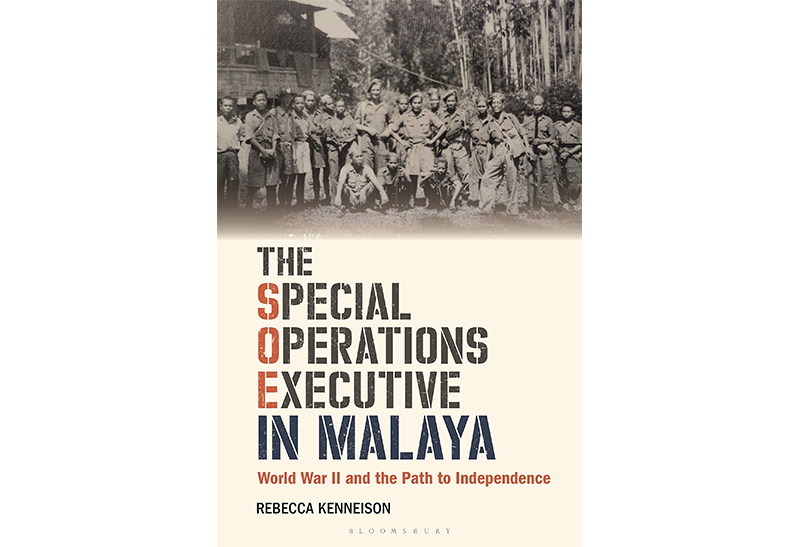 THE
SPECIAL
OPERATIONS
EXECUTIVE
IN MALAYA
World War II and the Path to Independence
REBECCA KENNEISON
BLOOMSBURY